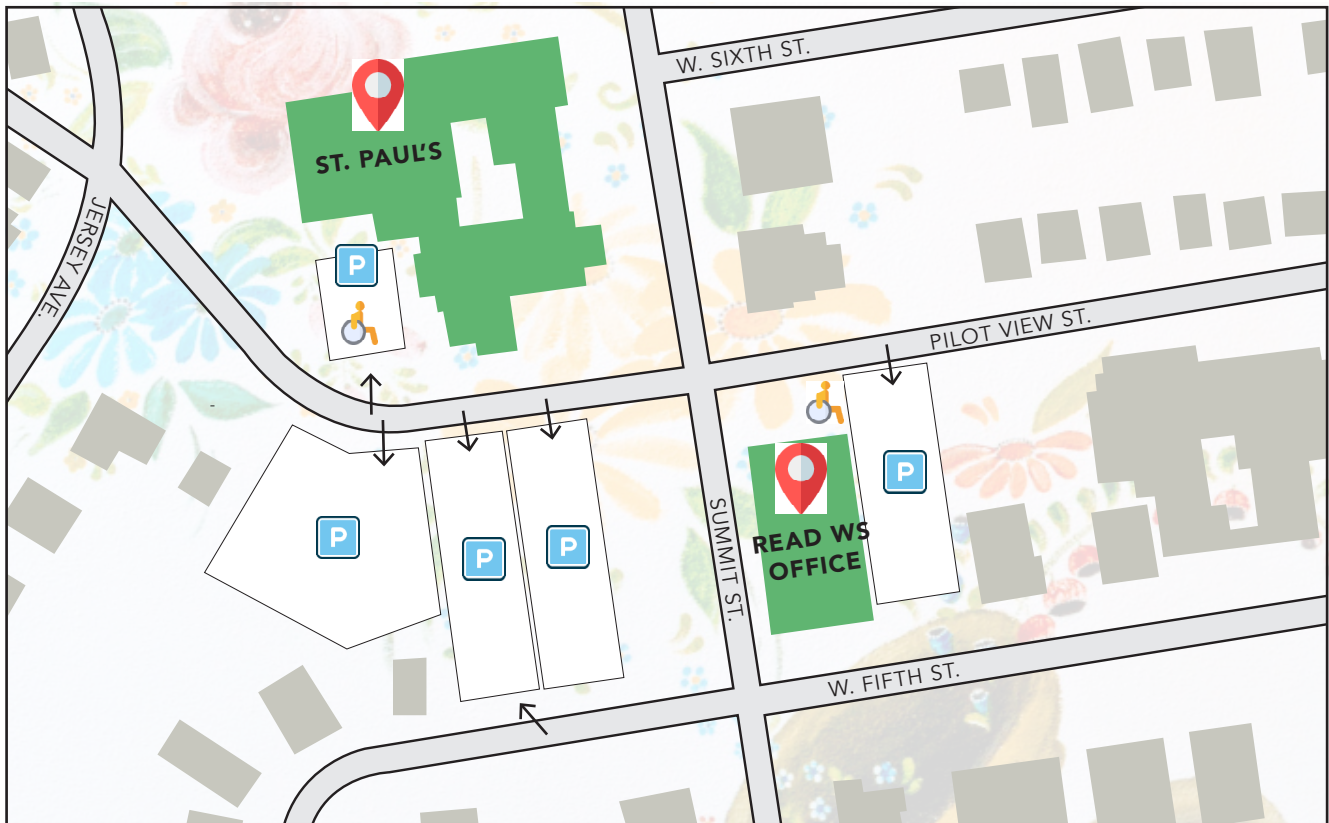 W. SIXTH ST.
ST. PAUL'S
JERSEY AVE.
P
PILOT VIEW ST.
P
P
P
P
SUMMIT ST.
READ WS
OFFICE
W. FIFTH ST.